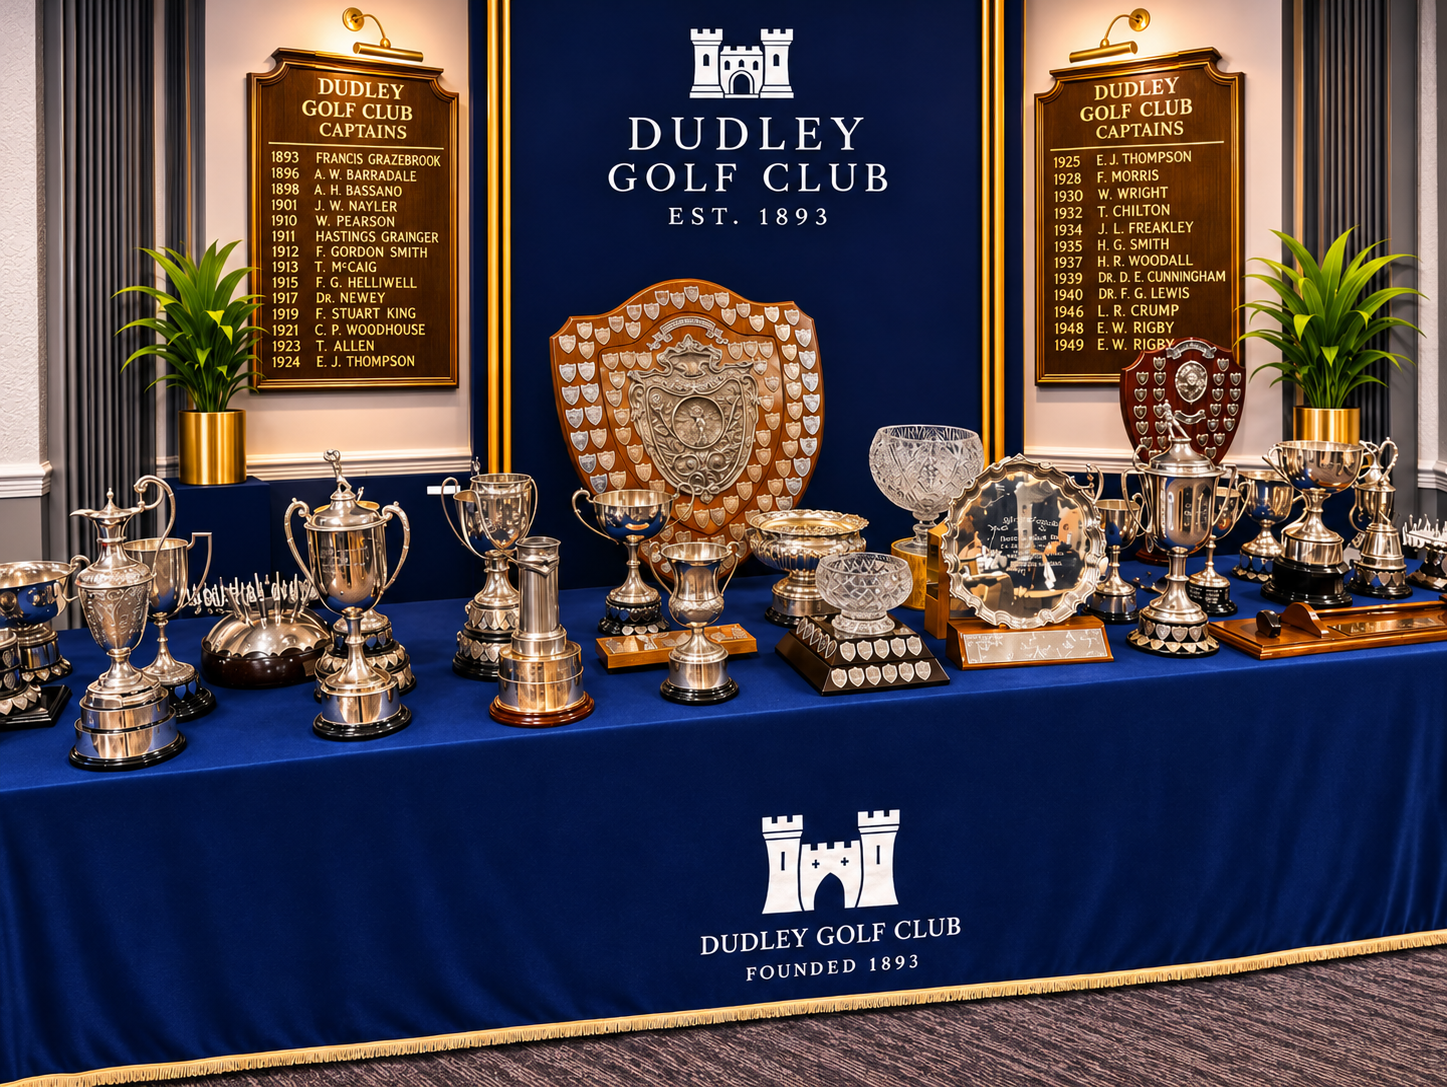 DUDLEY
GOLF CLUB
CAPTAINS
1893 FRANCIS GRAZEBROOK
1896 A. W. BARRADALE
1898 A. H. BASSANO
1901 J. W. NAYLER
1910 W. PEARSON
1911 HASTINGS GRAINGER
1912 F. GORDON SMITH
1913 T. McCAIG
1915 F. G. HELLIWELL
1917 DR. NEWEY
1919 F. STUART KING
1921 C. P. WOODHOUSE
1923 T. ALLEN
1924 E. J. THOMPSON
DUDLEY
GOLF CLUB
EST. 1893
DUDLEY
GOLF CLUB
CAPTAINS
1925 E. J. THOMPSON
1928 F. MORRIS
1930 W. WRIGHT
1932 T. CHILTON
1934 J. L. FREAKLEY
1935 H. G. SMITH
1937 H. R. WOODALL
1939 DR. D. E. CUNNINGHAM
1940 DR. F. G. LEWIS
1946 L. R. CRUMP
1948 E. W. RIGBY
1949 E. W. RIGBY
DUDLEY GOLF CLUB
FOUNDED 1893